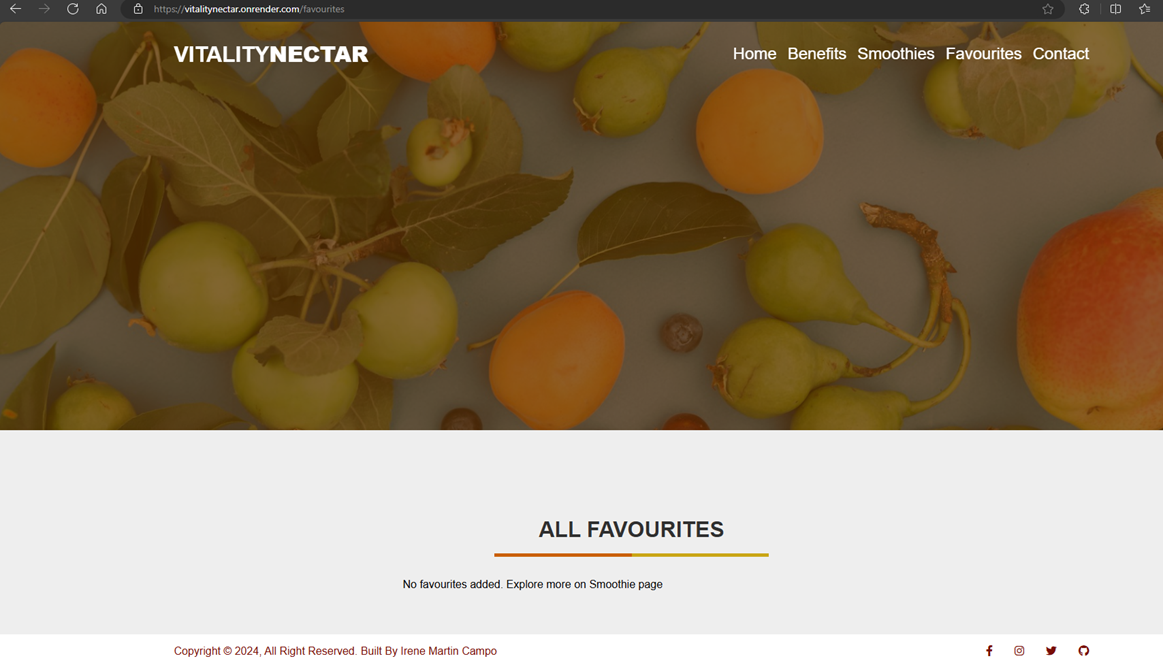 https://vitalitynectar.onrender.com/favourites
VITALITYNECTAR
Home Benefits Smoothies Favourites Contact
ALL FAVOURITES
No favourites added. Explore more on Smoothie page
Copyright © 2024, All Right Reserved. Built By Irene Martin Campo